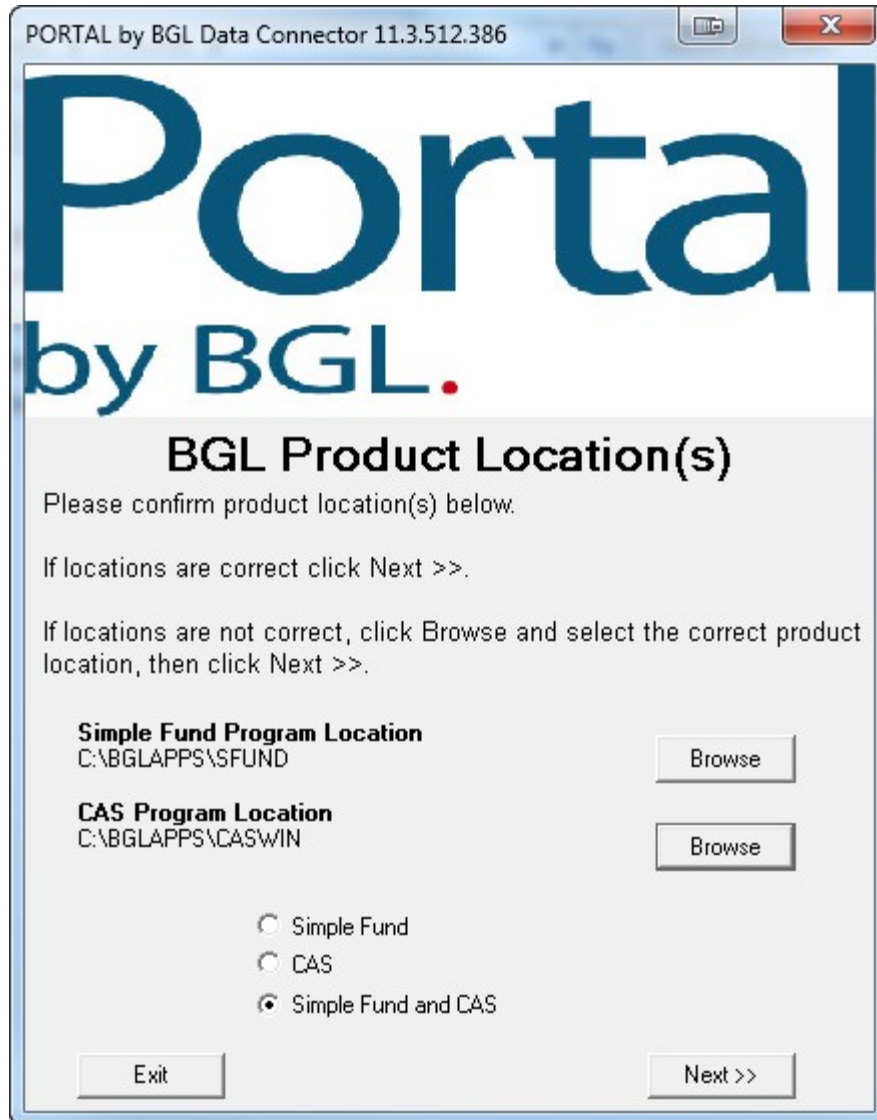 PORTAL by BGL Data Connector 11.3.512.386
Portal
by BGL.
BGL Product Location(s)
Please confirm product location(s) below.
If locations are correct click Next >>.
If locations are not correct, click Browse and select the correct product
location, then click Next >>.
Simple Fund Program Location
C:\BGLAPPS\SFUND
Browse
CAS Program Location
C:\BGLAPPS\CASWIN
Browse
Simple Fund
CAS
Simple Fund and CAS
Exit
Next >>